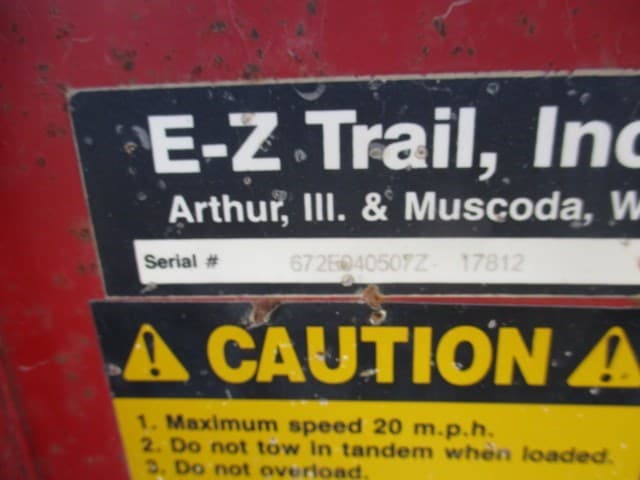 E-Z Trail, Inc
Arthur, Ill. & Muscoda, W
Serial # 17812
CAUTION
1. Maximum speed 20 m.p.h.
2. Do not tow in tandem when loaded.
3. Do not overload.